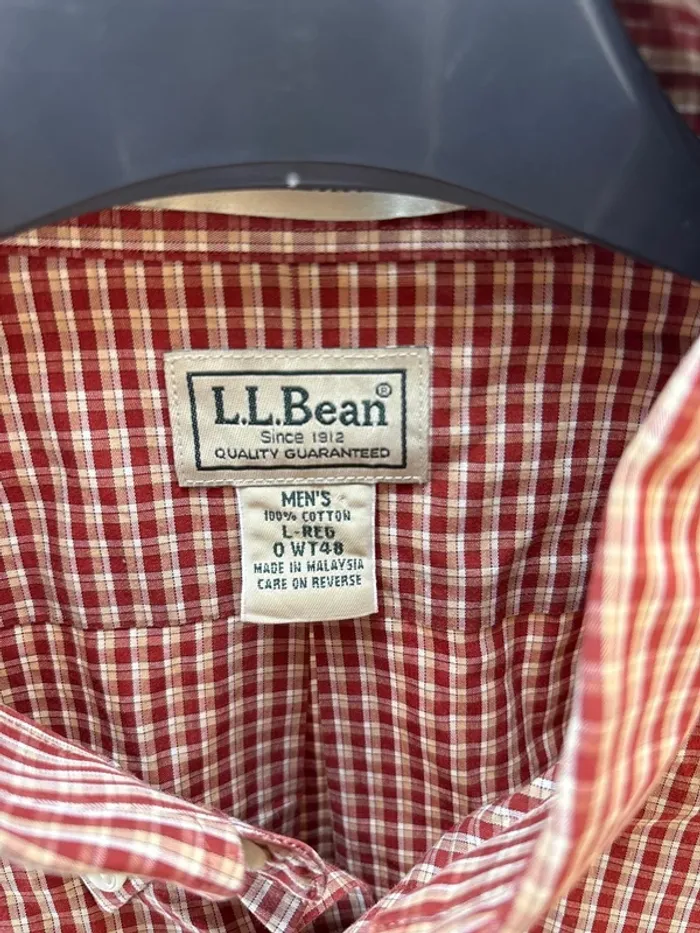 L.L.Bean®
Since 1912
QUALITY GUARANTEED
MEN'S
100% COTTON
L-REG
0 WT48
MADE IN MALAYSIA
CARE ON REVERSE